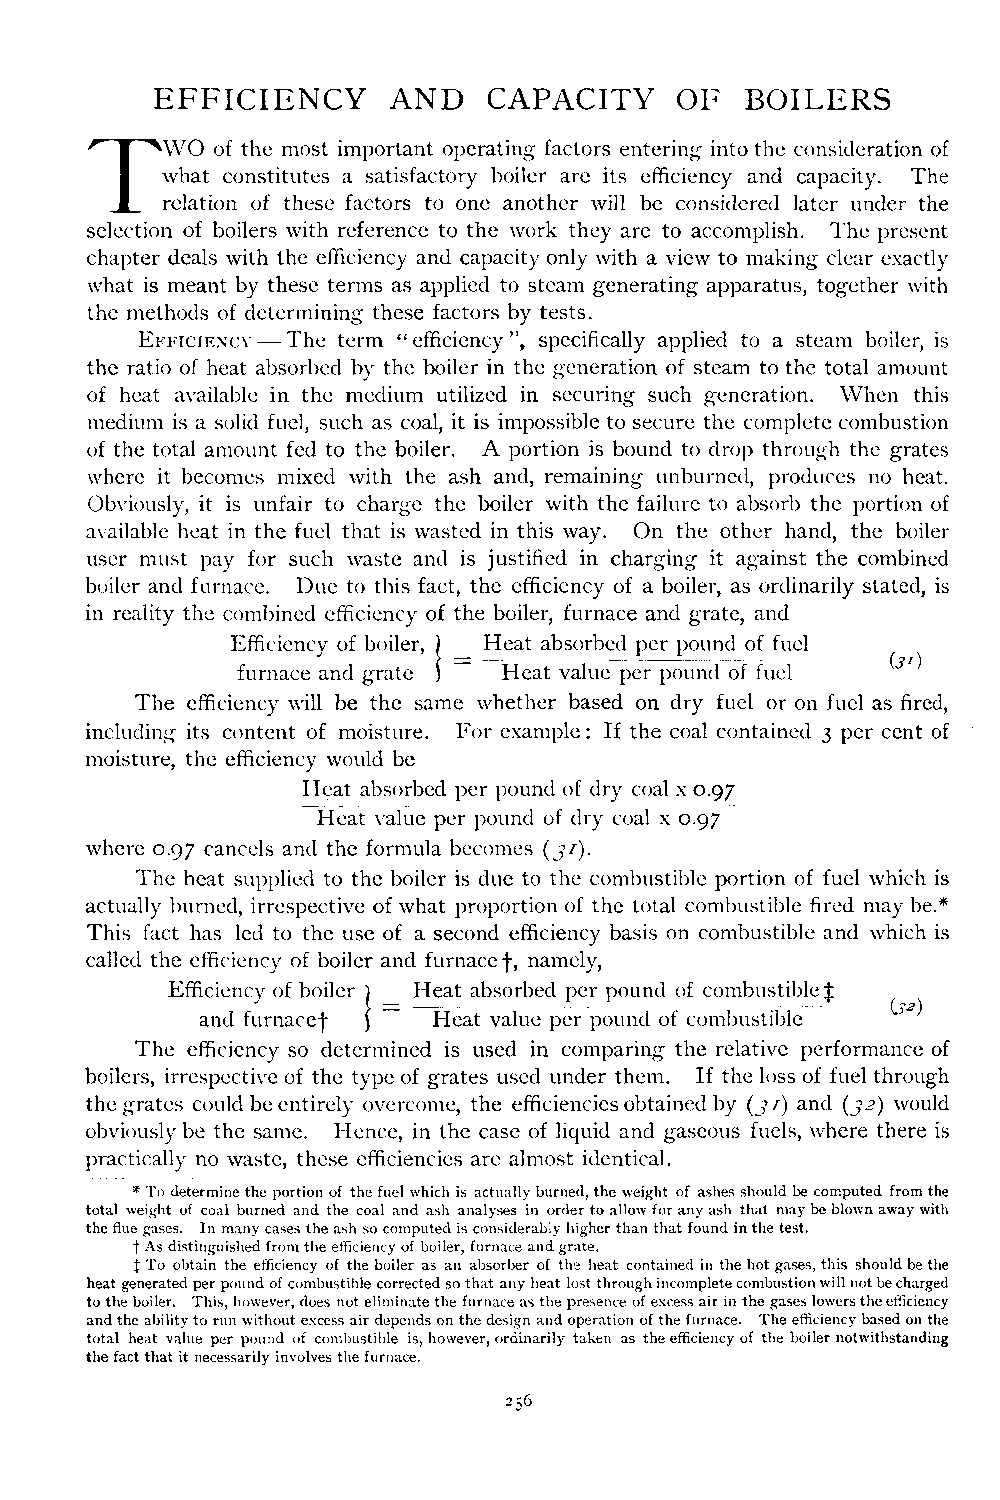 EFFICIENCY AND CAPACITY OF BOILERS
TWO of the most important operating factors entering into the consideration of
what constitutes a satisfactory boiler are its efficiency and capacity. The
relation of these factors to one another will be considered later under the
selection of boilers with reference to the work they are to accomplish. The present
chapter deals with the efficiency and capacity only with a view to making clear exactly
what is meant by these terms as applied to steam generating apparatus, together with
the methods of determining these factors by tests.
EFFICIENCY — The term “efficiency”, specifically applied to a steam boiler, is
the ratio of heat absorbed by the boiler in the generation of steam to the total amount
of heat available in the medium utilized in securing such generation. When this
medium is a solid fuel, such as coal, it is impossible to secure the complete combustion
of the total amount fed to the boiler. A portion is bound to drop through the grates
where it becomes mixed with the ash and, remaining unburned, produces no heat.
Obviously, it is unfair to charge the boiler with the failure to absorb the portion of
available heat in the fuel that is wasted in this way. On the other hand, the boiler
user must pay for such waste and is justified in charging it against the combined
boiler and furnace. Due to this fact, the efficiency of a boiler, as ordinarily stated, is
in reality the combined efficiency of the boiler, furnace and grate, and
Efficiency of boiler, } = Heat absorbed per pound of fuel
furnace and grate } Heat value per pound of fuel (31)
The efficiency will be the same whether based on dry fuel or on fuel as fired,
including its content of moisture. For example: If the coal contained 3 per cent of
moisture, the efficiency would be
Heat absorbed per pound of dry coal x 0.97
Heat value per pound of dry coal x 0.97
where 0.97 cancels and the formula becomes (31).
The heat supplied to the boiler is due to the combustible portion of fuel which is
actually burned, irrespective of what proportion of the total combustible fired may be.*
This fact has led to the use of a second efficiency basis on combustible and which is
called the efficiency of boiler and furnace†, namely,
Efficiency of boiler } = Heat absorbed per pound of combustible‡
and furnace† } Heat value per pound of combustible (32)
The efficiency so determined is used in comparing the relative performance of
boilers, irrespective of the type of grates used under them. If the loss of fuel through
the grates could be entirely overcome, the efficiencies obtained by (31) and (32) would
obviously be the same. Hence, in the case of liquid and gaseous fuels, where there is
practically no waste, these efficiencies are almost identical.
* To determine the portion of the fuel which is actually burned, the weight of ashes should be computed from the
total weight of coal burned and the coal and ash analyses in order to allow for any ash that may be blown away with
the flue gases. In many cases the ash so computed is considerably higher than that found in the test.
† As distinguished from the efficiency of boiler, furnace and grate.
‡ To obtain the efficiency of the boiler as an absorber of the heat contained in the hot gases, this should be the
heat generated per pound of combustible corrected so that any heat lost through incomplete combustion will not be charged
to the boiler. This, however, does not eliminate the furnace as the presence of excess air in the gases lowers the efficiency
and the ability to run without excess air depends on the design and operation of the furnace. The efficiency based on the
total heat value per pound of combustible is, however, ordinarily taken as the efficiency of the boiler notwithstanding
the fact that it necessarily involves the furnace.
256